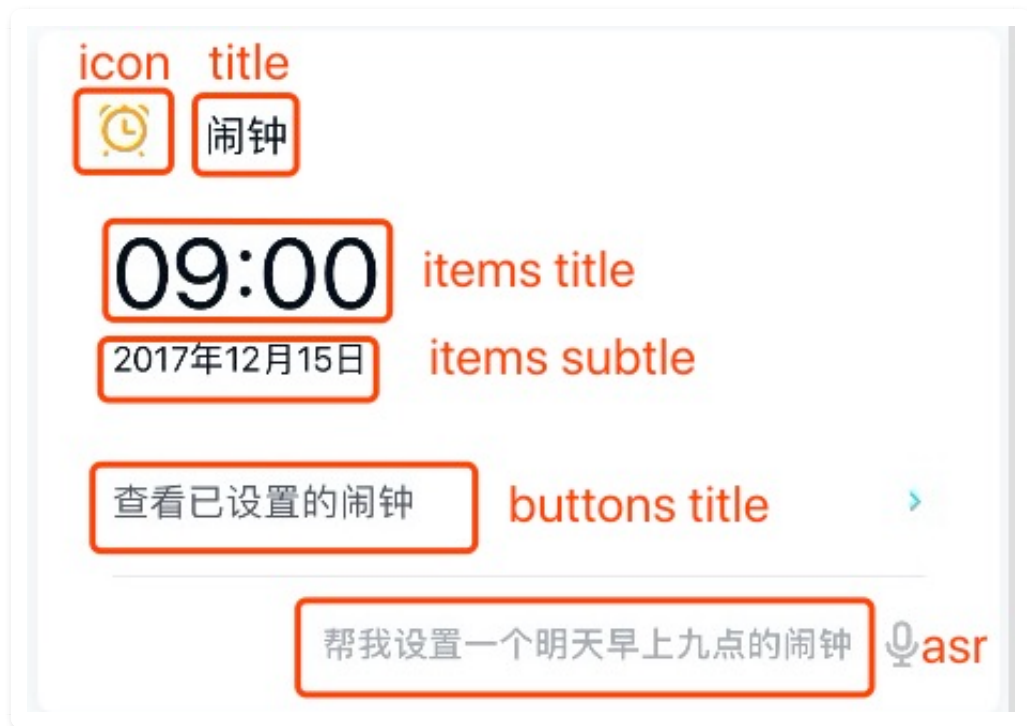 icon title
闹钟
09:00 items title
2017年12月15日 items subtle
查看已设置的闹钟 buttons title
帮我设置一个明天早上九点的闹钟 asr